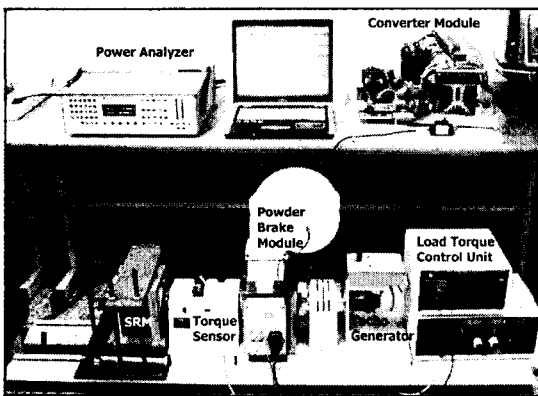 Converter Module
Power Analyzer
Powder
Brake
Module
Load Torque
Control Unit
SRM
Torque
Sensor
Generator